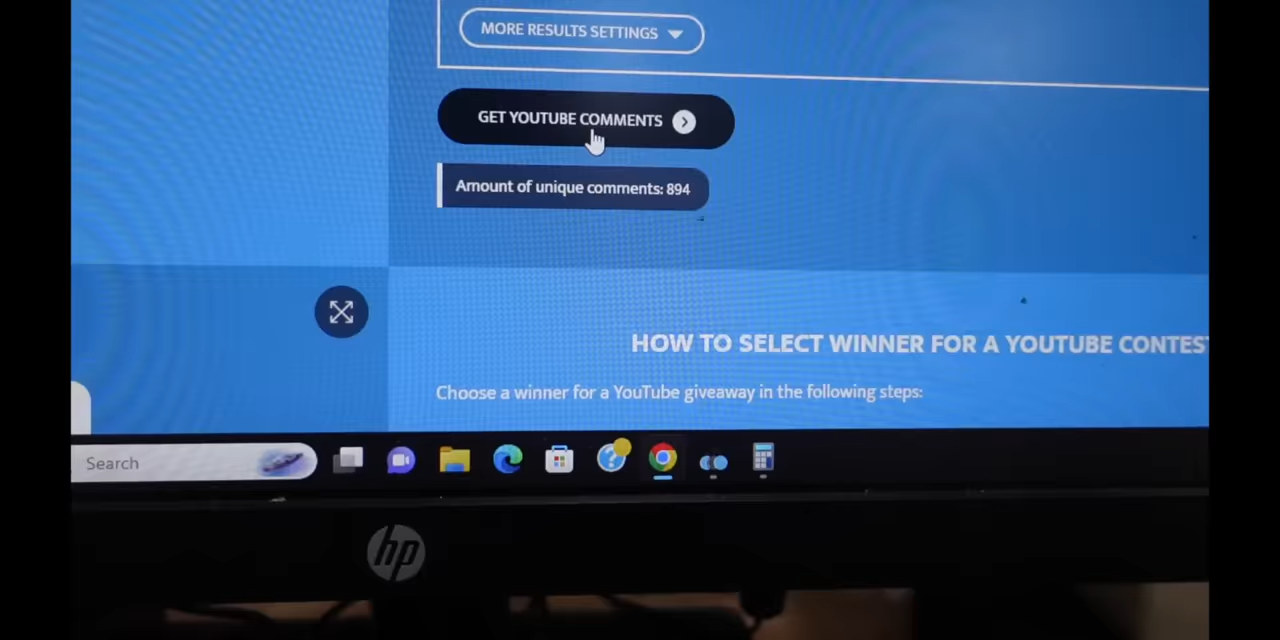 MORE RESULTS SETTINGS
GET YOUTUBE COMMENTS
Amount of unique comments: 894
HOW TO SELECT WINNER FOR A YOUTUBE CONTEST
Choose a winner for a YouTube giveaway in the following steps:
Search
hp